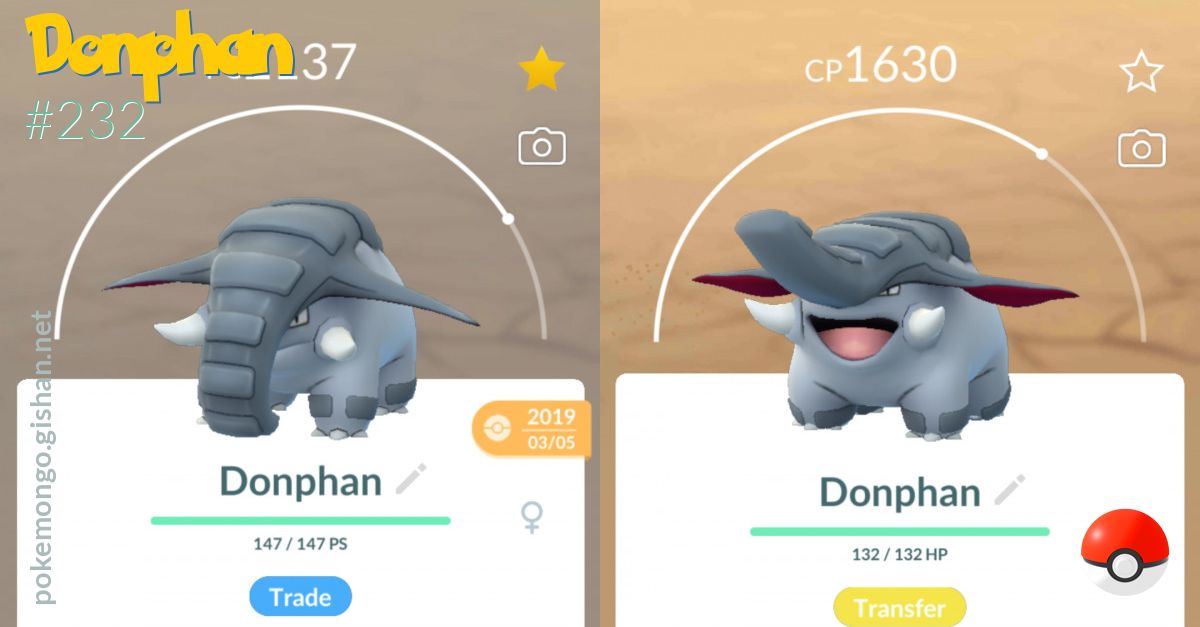 Donphan
#232
37
pokemongo.gishan.net
2019
03/05
Donphan
147 / 147 PS
Trade
CP1630
Donphan
132 / 132 HP
Transfer